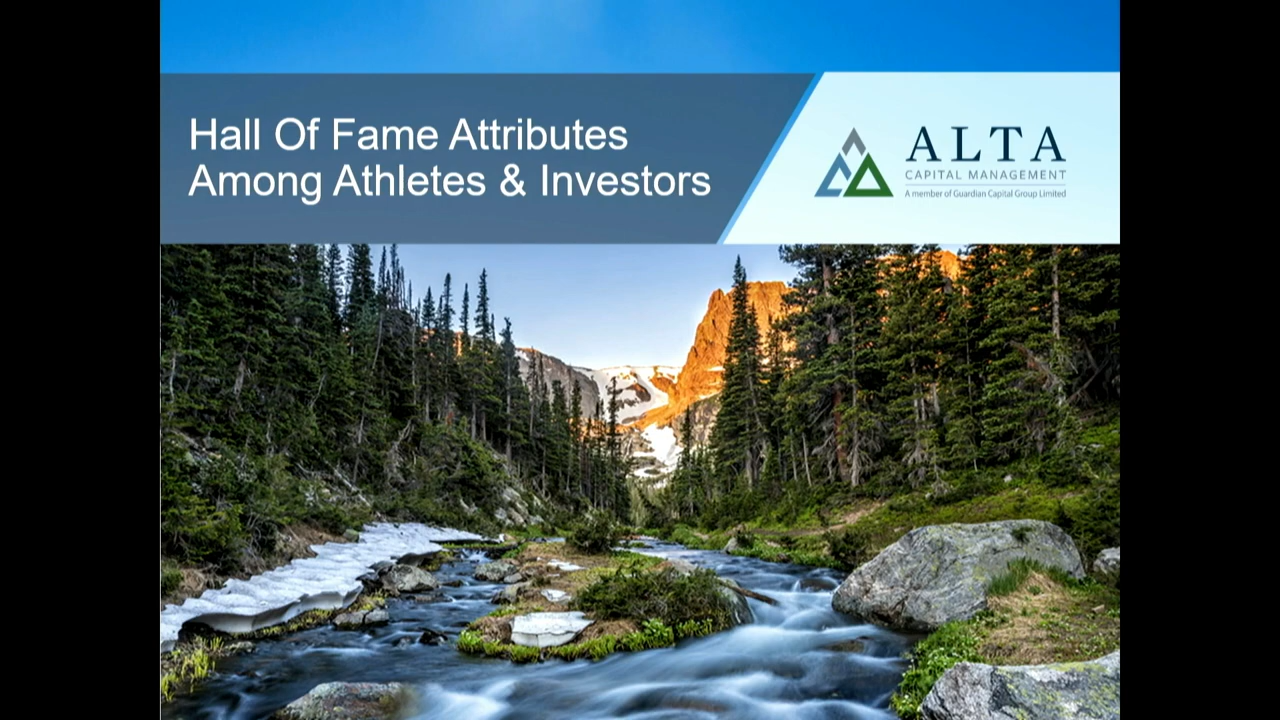 Hall Of Fame Attributes
Among Athletes & Investors
ALTA
CAPITAL MANAGEMENT
A member of Guardian Capital Group Limited